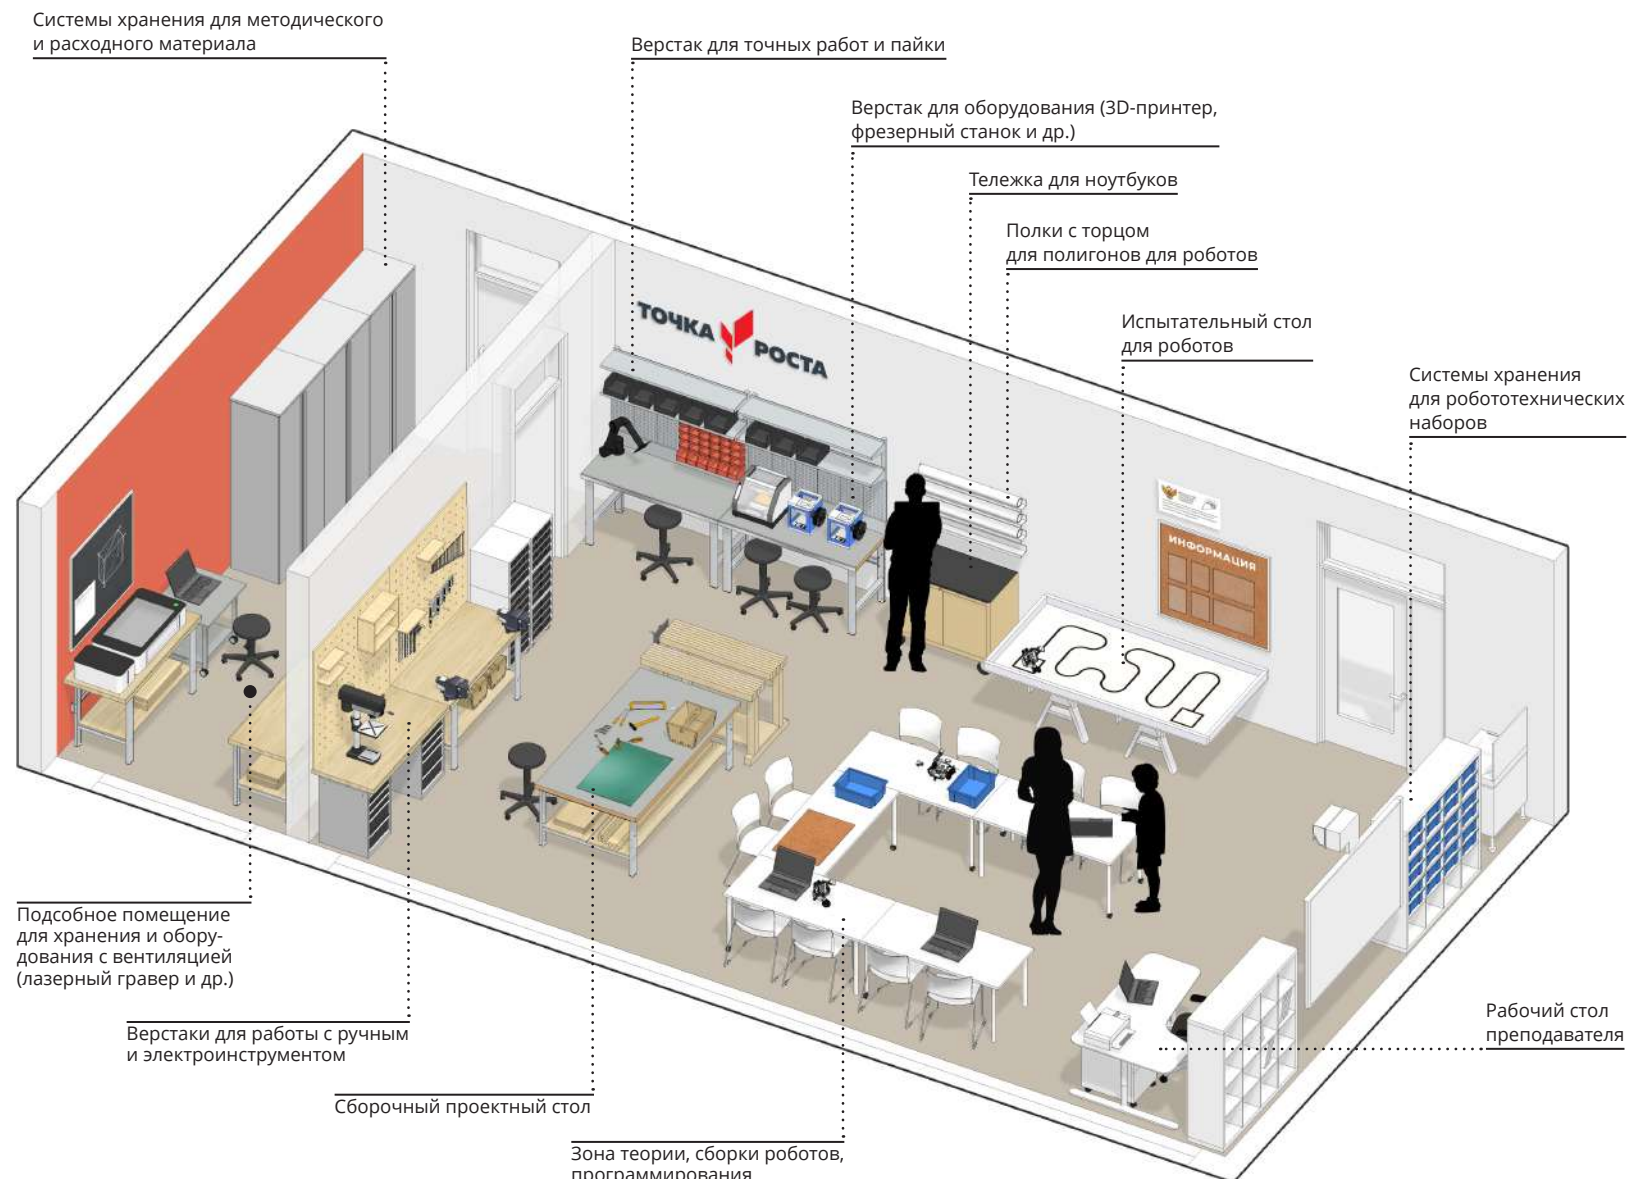 Системы хранения для методического
и расходного материала
Верстак для точных работ и пайки
Верстак для оборудования (3D-принтер,
фрезерный станок и др.)
Тележка для ноутбуков
Полки с торцом
для полигонов для роботов
Испытательный стол
для роботов
Системы хранения
для робототехнических
наборов
ТОЧКА
РОСТА
ИНФОРМАЦИЯ
Подсобное помещение
для хранения и обору-
дования с вентиляцией
(лазерный гравер и др.)
Верстаки для работы с ручным
и электроинструментом
Сборочный проектный стол
Зона теории, сборки роботов,
программирования
Рабочий стол
преподавателя